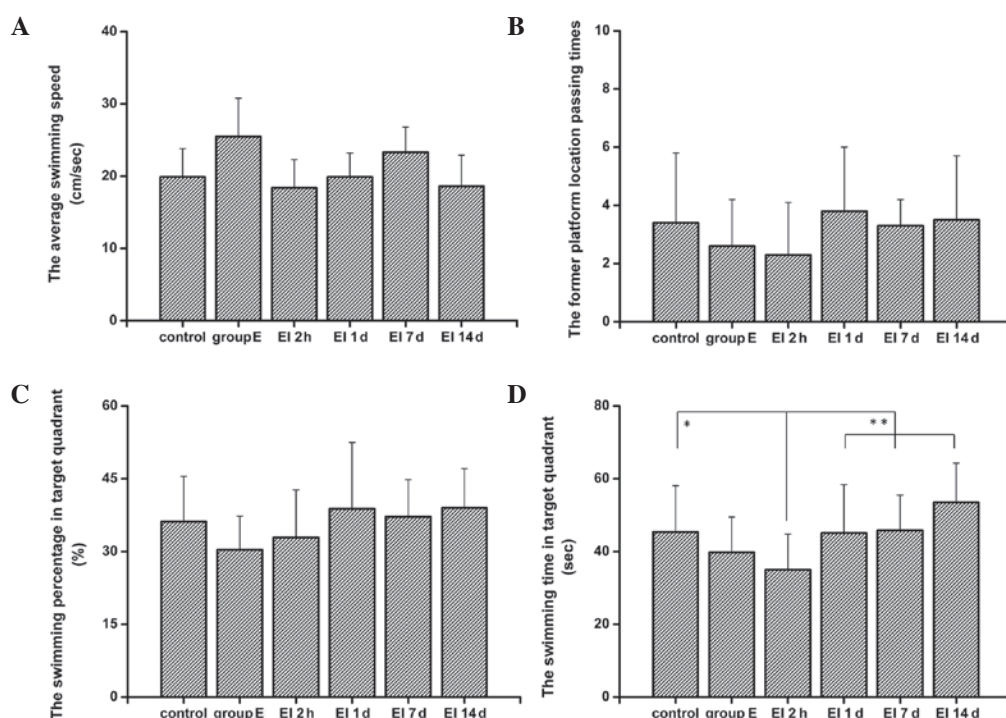 A
The average swimming speed
(cm/sec)
40
30
20
10
0
control group E EI 2 h EI 1 d EI 7 d EI 14 d
B
The former platform location passing times
10
8
6
4
2
0
control group E EI 2 h EI 1 d EI 7 d EI 14 d
C
The swimming percentage in target quadrant
(%)
60
45
30
15
0
control group E EI 2 h EI 1 d EI 7 d EI 14 d
D
The swimming time in target quadrant
(sec)
80
60
40
20
0
*
**
control group E EI 2 h EI 1 d EI 7 d EI 14 d